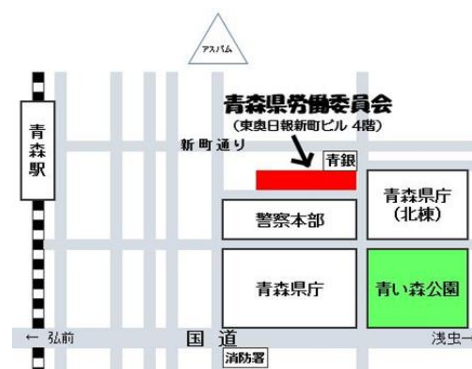 アスパム
青森県労働委員会
(東奥日報新町ビル 4階)
新町通り
青銀
青森駅
青森県庁
(北棟)
警察本部
青森県庁
青い森公園
← 弘前
国道
浅虫→
消防署